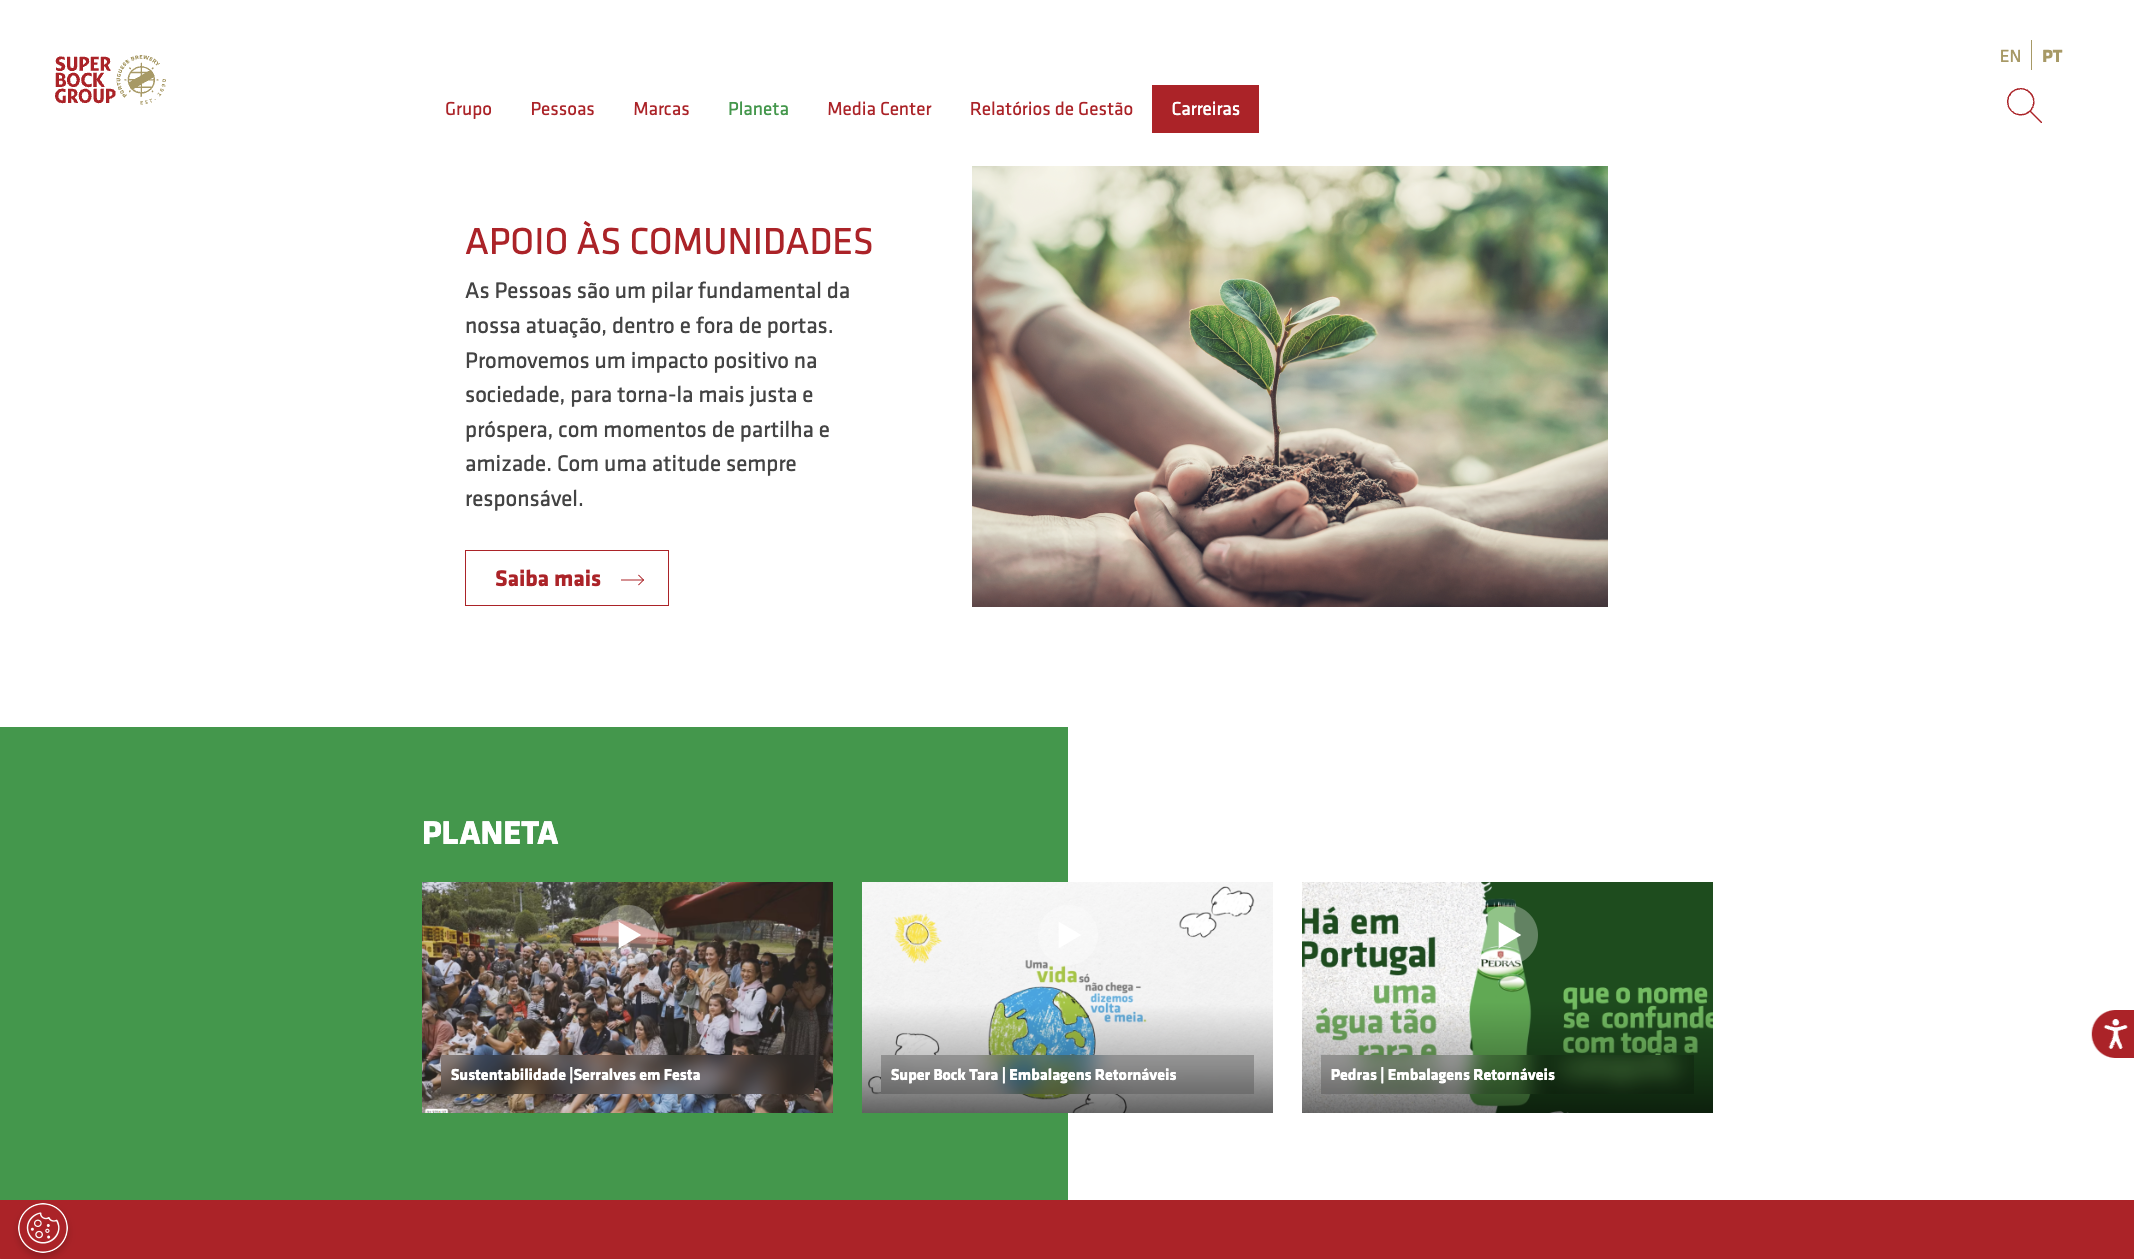 SUPER
BOCK
GROUP
PORTUGUESE BREWERY
EST. 1890
EN
PT
Grupo
Pessoas
Marcas
Planeta
Media Center
Relatórios de Gestão
Carreiras
APOIO ÀS COMUNIDADES
As Pessoas são um pilar fundamental da
nossa atuação, dentro e fora de portas.
Promovemos um impacto positivo na
sociedade, para torna-la mais justa e
próspera, com momentos de partilha e
amizade. Com uma atitude sempre
responsável.
Saiba mais
PLANETA
Sustentabilidade |Serralves em Festa
Uma
vida só
não chega –
dizemos
volta
e meia.
Super Bock Tara | Embalagens Retornáveis
Há em
Portugal
uma
água tão
rara e
PEDRAS
que o nome
se confunde
com toda a
Pedras | Embalagens Retornáveis